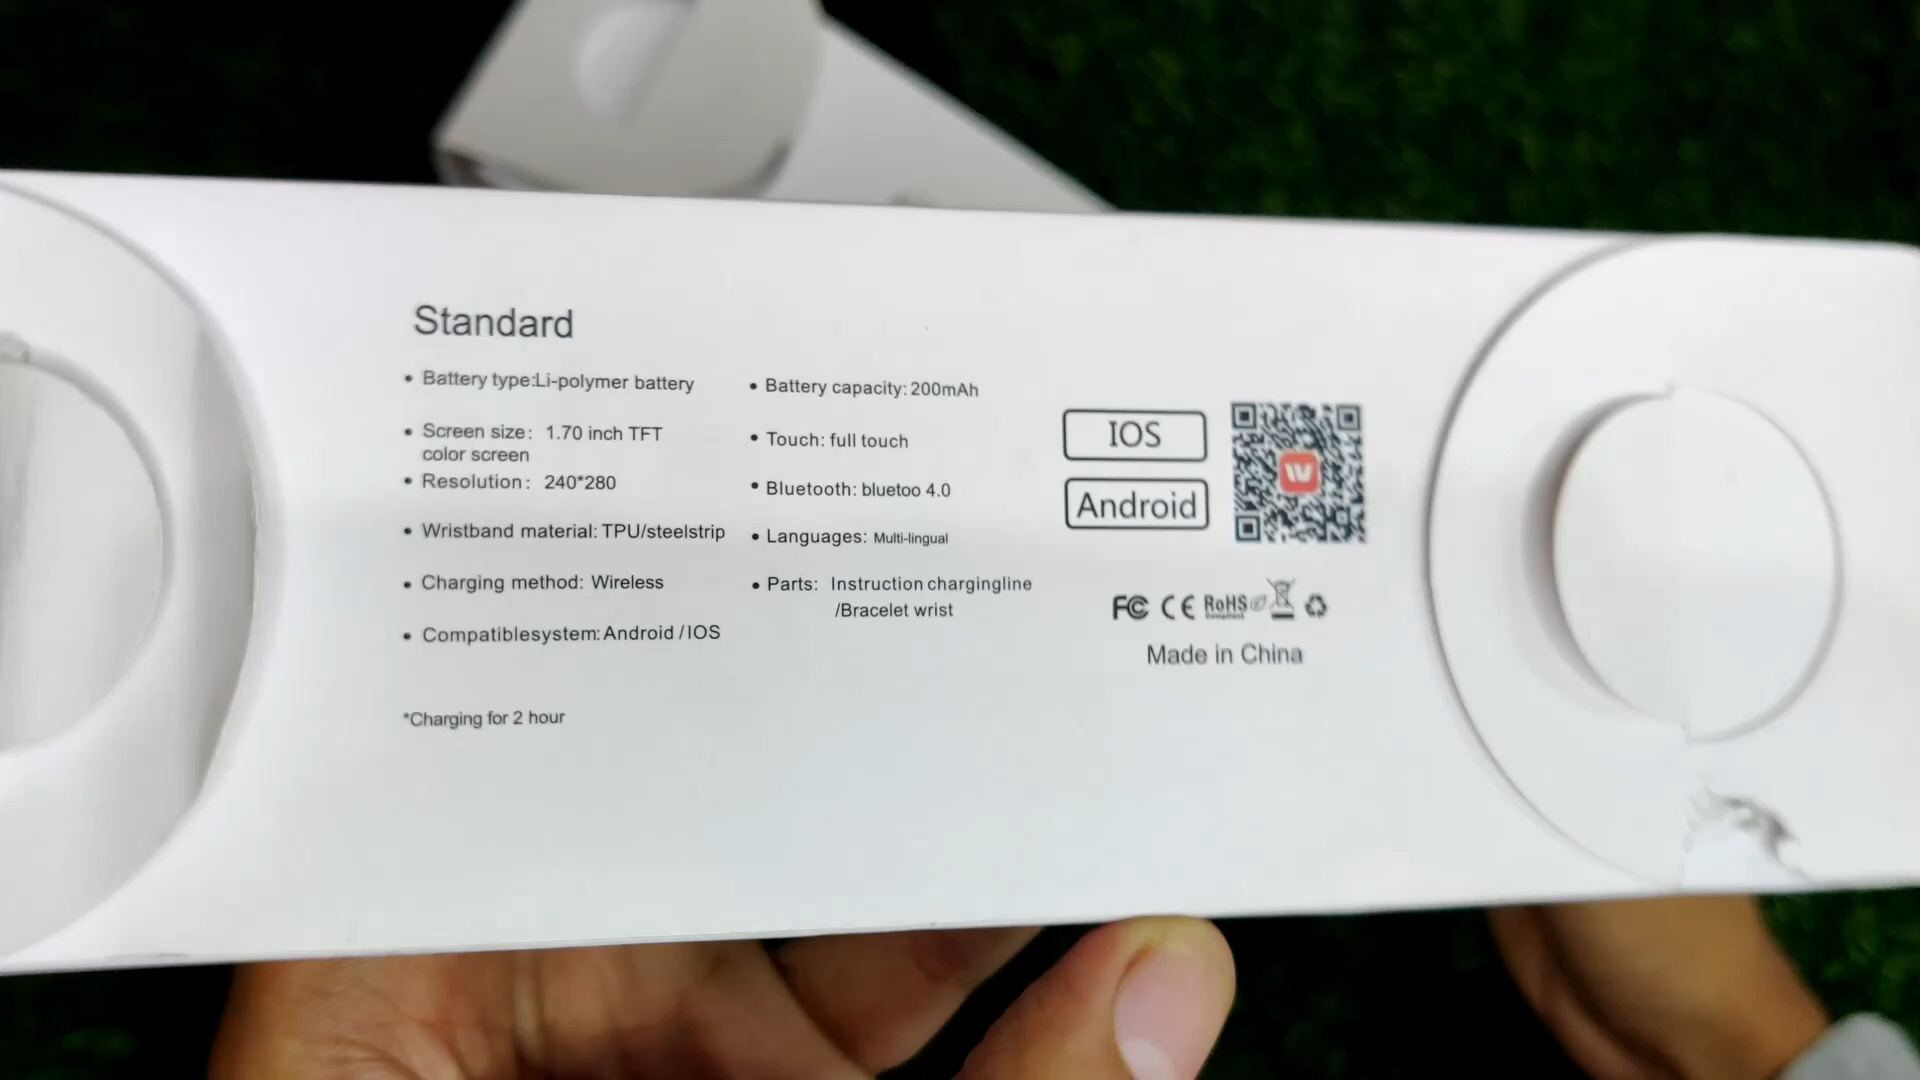 Standard
• Battery type:Li-polymer battery
• Screen size: 1.70 inch TFT
color screen
• Resolution: 240*280
• Wristband material: TPU/steelstrip
• Charging method: Wireless
• Compatiblesystem: Android / IOS
*Charging for 2 hour
• Battery capacity: 200mAh
• Touch: full touch
• Bluetooth: bluetoo 4.0
• Languages: Multi-lingual
• Parts: Instruction chargingline
/Bracelet wrist
IOS
Android
FC CE RoHS
Made in China